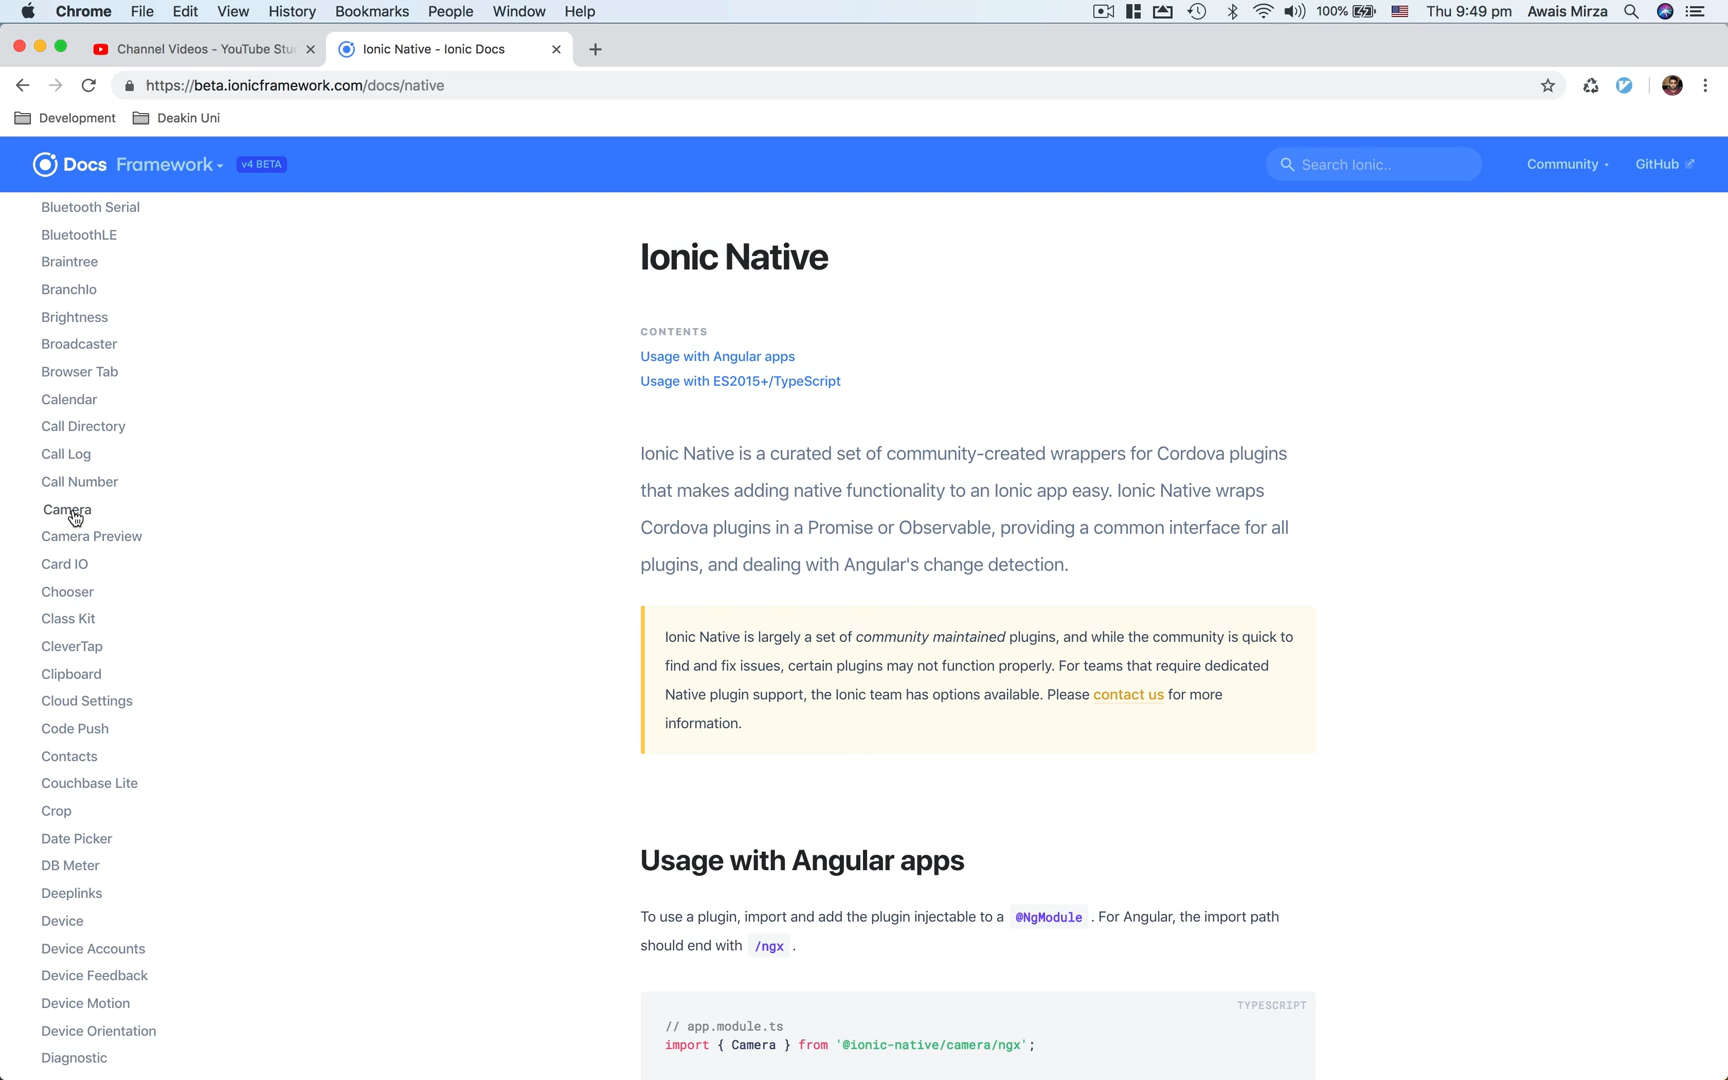 Chrome File Edit View History Bookmarks People Window Help 100% Thu 9:49 pm Awais Mirza
Channel Videos - YouTube Stu Ionic Native - Ionic Docs
https://beta.ionicframework.com/docs/native
Development Deakin Uni
Docs Framework v4 BETA Search Ionic.. Community GitHub
Bluetooth Serial
BluetoothLE
Braintree
BranchIo
Brightness
Broadcaster
Browser Tab
Calendar
Call Directory
Call Log
Call Number
Camera
Camera Preview
Card IO
Chooser
Class Kit
CleverTap
Clipboard
Cloud Settings
Code Push
Contacts
Couchbase Lite
Crop
Date Picker
DB Meter
Deeplinks
Device
Device Accounts
Device Feedback
Device Motion
Device Orientation
Diagnostic
Ionic Native
CONTENTS
Usage with Angular apps
Usage with ES2015+/TypeScript
Ionic Native is a curated set of community-created wrappers for Cordova plugins
that makes adding native functionality to an Ionic app easy. Ionic Native wraps
Cordova plugins in a Promise or Observable, providing a common interface for all
plugins, and dealing with Angular's change detection.
Ionic Native is largely a set of community maintained plugins, and while the community is quick to
find and fix issues, certain plugins may not function properly. For teams that require dedicated
Native plugin support, the Ionic team has options available. Please contact us for more
information.
Usage with Angular apps
To use a plugin, import and add the plugin injectable to a @NgModule . For Angular, the import path
should end with /ngx .
TYPESCRIPT
// app.module.ts
import { Camera } from '@ionic-native/camera/ngx';